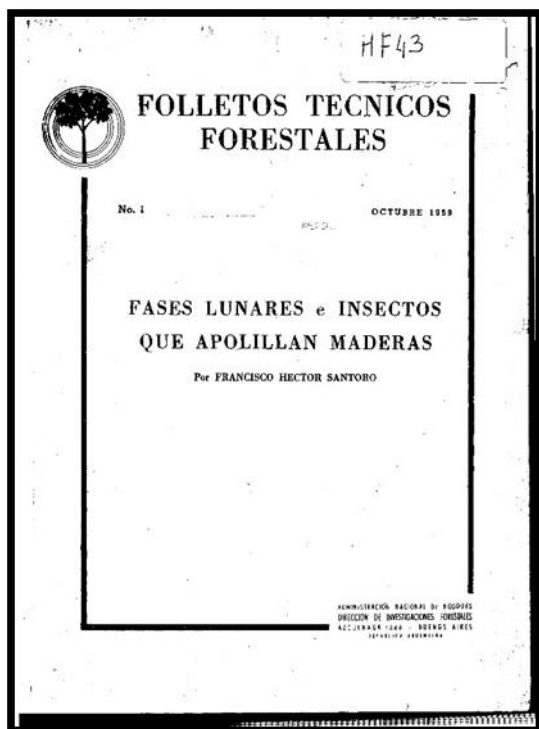 HF43
FOLLETOS TECNICOS
FORESTALES
No. 1
OCTUBRE 1959
FASES LUNARES e INSECTOS
QUE APOLILLAN MADERAS
Por FRANCISCO HECTOR SANTORO
ADMINISTRACIÓN NACIONAL DE BOSQUES
DIRECCIÓN DE INVESTIGACIONES FORESTALES
BUENOS AIRES
REPUBLICA ARGENTINA